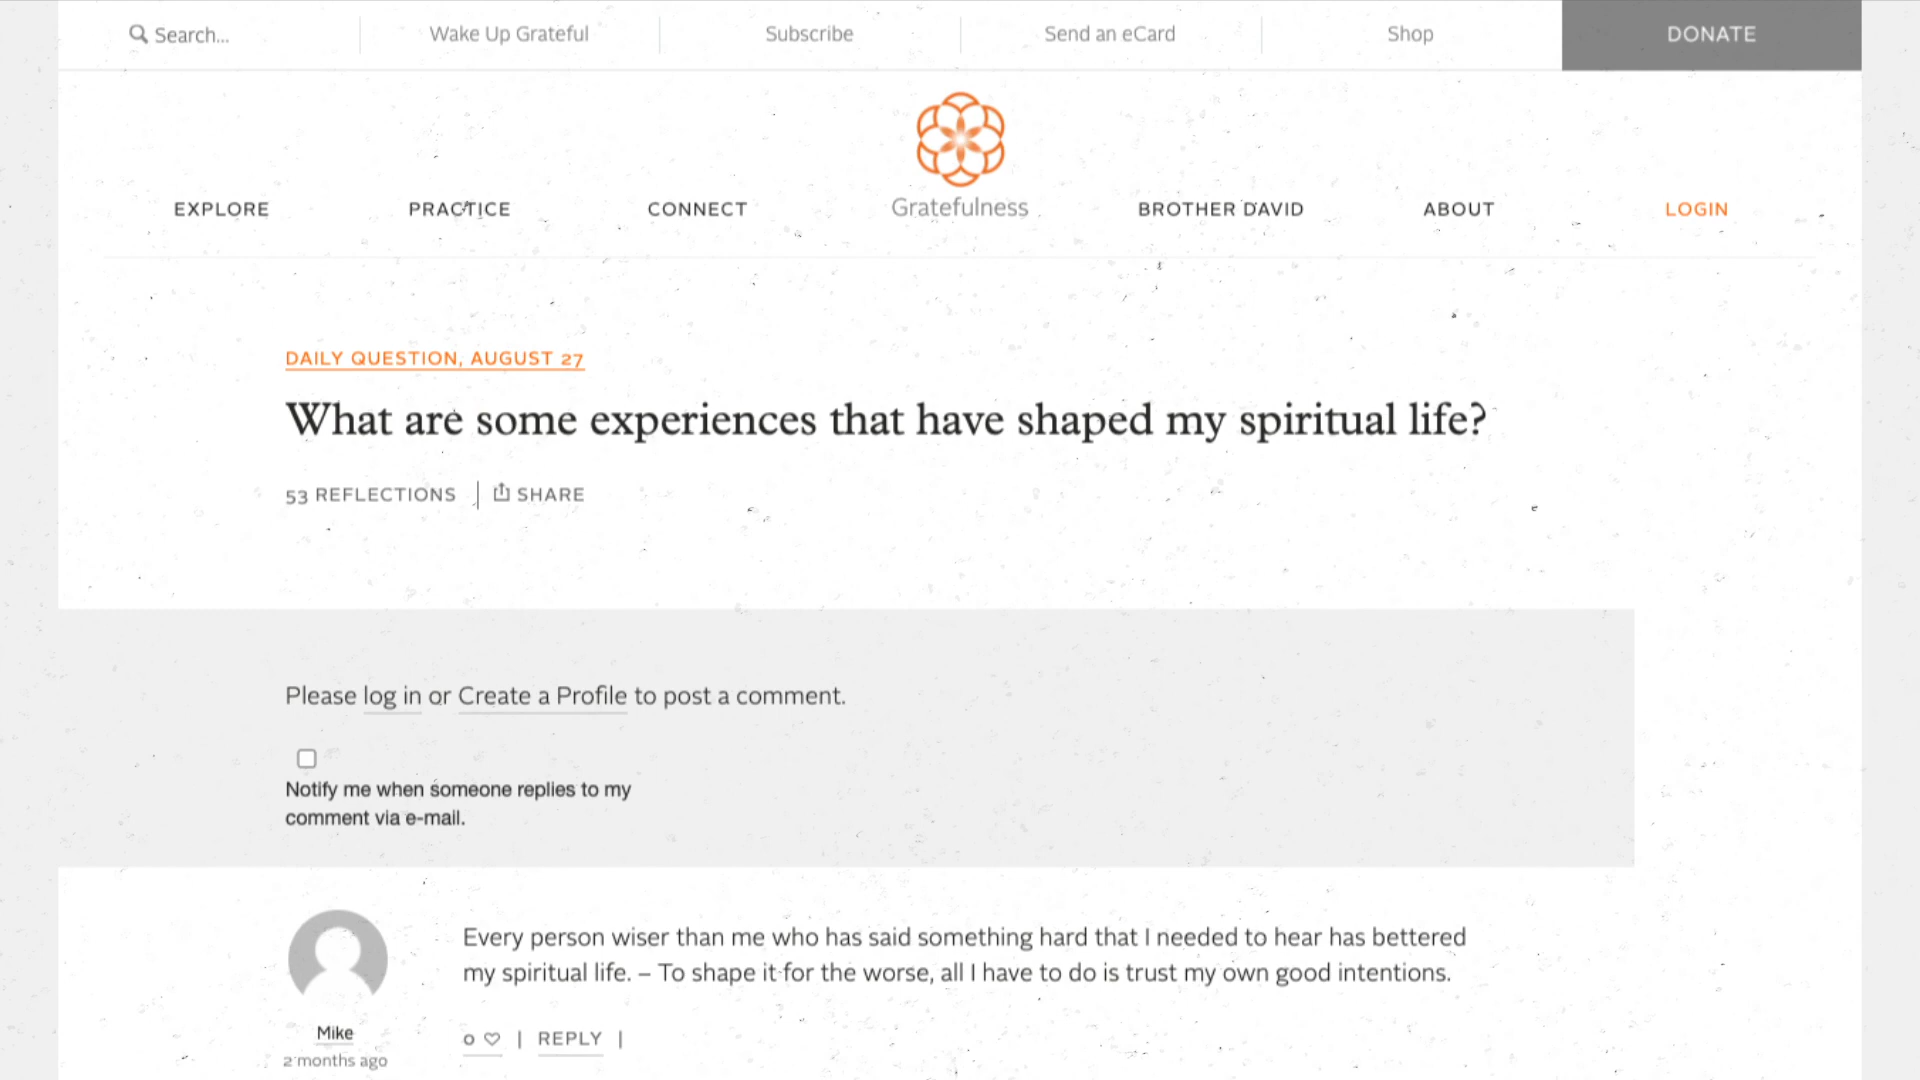 Search...
Wake Up Grateful
Subscribe
Send an eCard
Shop
DONATE
EXPLORE
PRACTICE
CONNECT
Gratefulness
BROTHER DAVID
ABOUT
LOGIN
DAILY QUESTION, AUGUST 27
What are some experiences that have shaped my spiritual life?
53 REFLECTIONS | SHARE
Please log in or Create a Profile to post a comment.
Notify me when someone replies to my
comment via e-mail.
Every person wiser than me who has said something hard that I needed to hear has bettered
my spiritual life. – To shape it for the worse, all I have to do is trust my own good intentions.
Mike
2 months ago
0 ♡ | REPLY |